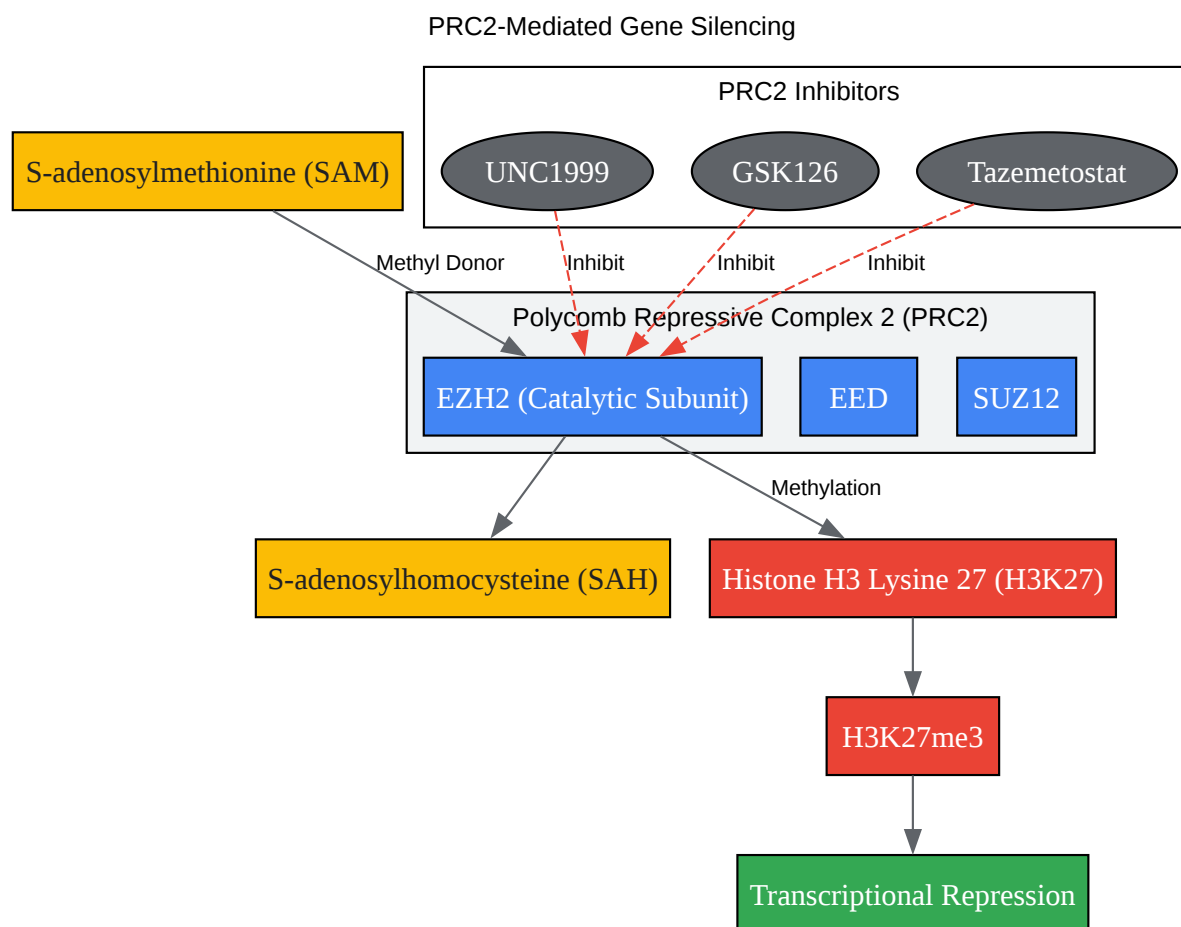 PRC2-Mediated Gene Silencing
PRC2 Inhibitors
S-adenosylmethionine (SAM)
UNC1999
GSK126
Tazemetostat
Methyl Donor
Inhibit
Inhibit
Inhibit
Polycomb Repressive Complex 2 (PRC2)
EZH2 (Catalytic Subunit)
EED
SUZ12
Methylation
S-adenosylhomocysteine (SAH)
Histone H3 Lysine 27 (H3K27)
H3K27me3
Transcriptional Repression